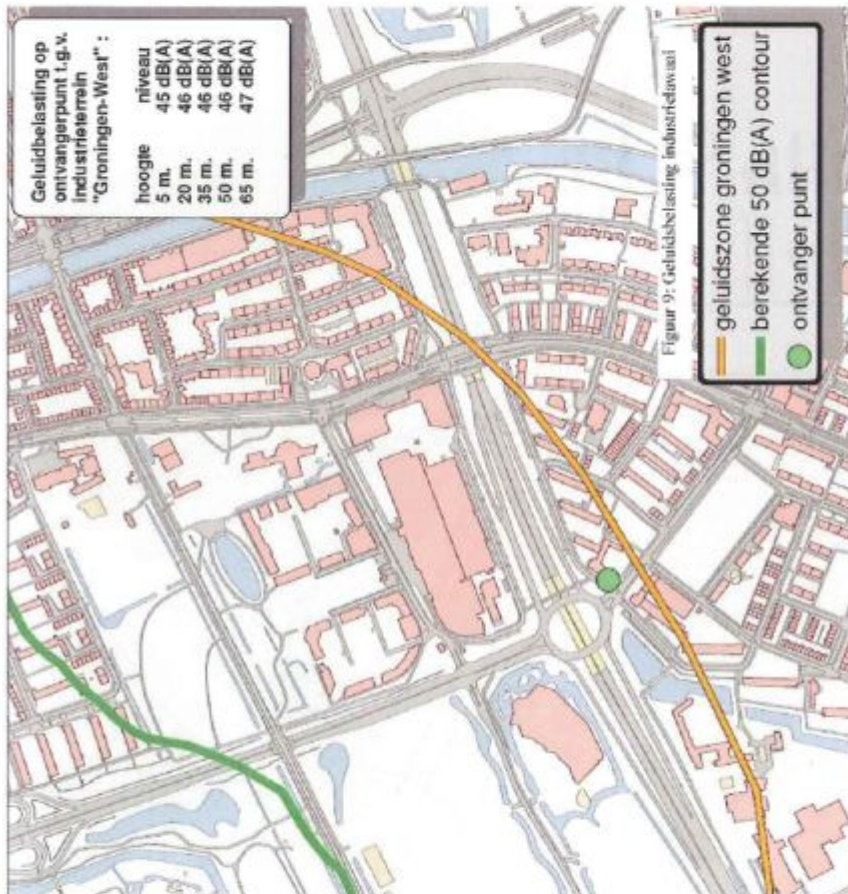 Geluidbelasting op
ontvangerpunt t.g.v.
industrieterrein
"Groningen-West" :
hoogte niveau
5 m. 45 dB(A)
20 m. 46 dB(A)
35 m. 46 dB(A)
50 m. 46 dB(A)
65 m. 47 dB(A)
Figuur 9: Geluidsbelasting industrielawaai
geluidszone groningen west
berekende 50 dB(A) contour
ontvanger punt